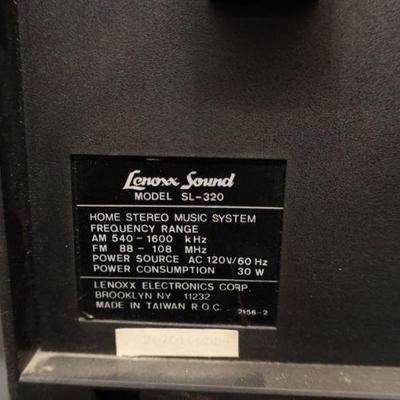 Lenoxx Sound
MODEL SL-320
HOME STEREO MUSIC SYSTEM
FREQUENCY RANGE
AM 540 - 1600 kHz
FM 88 - 108 MHz
POWER SOURCE AC 120V/60 Hz
POWER CONSUMPTION 30 W
LENOXX ELECTRONICS CORP.
BROOKLYN NY 11232
MADE IN TAIWAN R.O.C. 2156-2